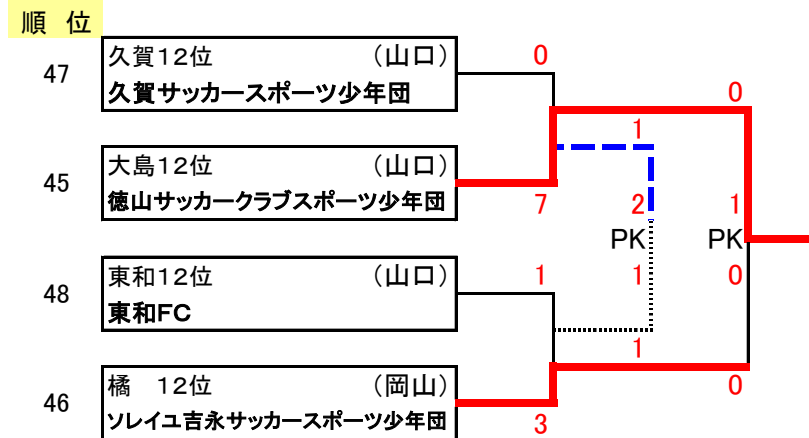 順 位
47
久賀12位 (山口)
久賀サッカースポーツ少年団
0
0
1
45
大島12位 (山口)
徳山サッカークラブスポーツ少年団
7
2
1
PK
PK
48
東和12位 (山口)
東和FC
1
1
0
1
46
橘 12位 (岡山)
ソレイユ吉永サッカースポーツ少年団
3
0